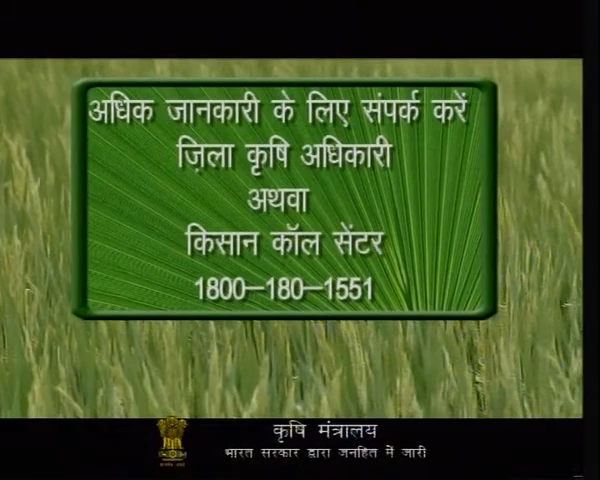 अधिक जानकारी के लिए संपर्क करें
ज़िला कृषि अधिकारी
अथवा
किसान कॉल सेंटर
1800–180–1551
कृषि मंत्रालय
भारत सरकार द्वारा जनहित में जारी